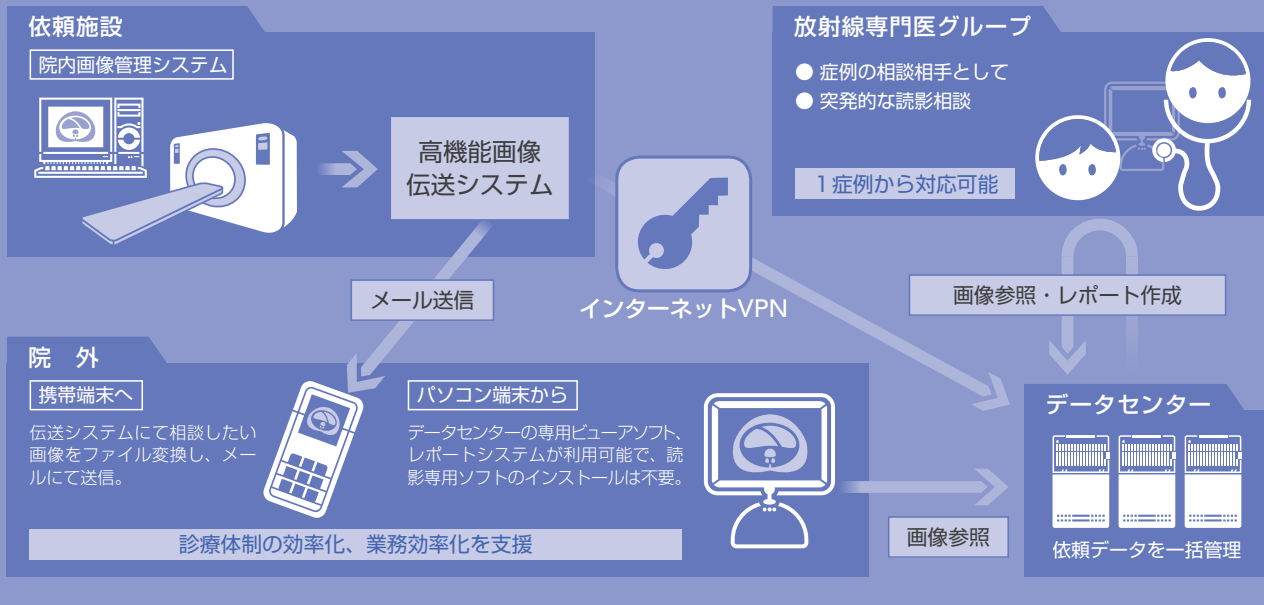 依頼施設
院内画像管理システム
高機能画像
伝送システム
放射線専門医グループ
● 症例の相談相手として
● 突発的な読影相談
1症例から対応可能
メール送信
インターネットVPN
画像参照・レポート作成
院　外
携帯端末へ
伝送システムにて相談したい
画像をファイル変換し、メー
ルにて送信。
パソコン端末から
データセンターの専用ビューアソフト、
レポートシステムが利用可能で、読
影専用ソフトのインストールは不要。
診療体制の効率化、業務効率化を支援
画像参照
データセンター
依頼データを一括管理